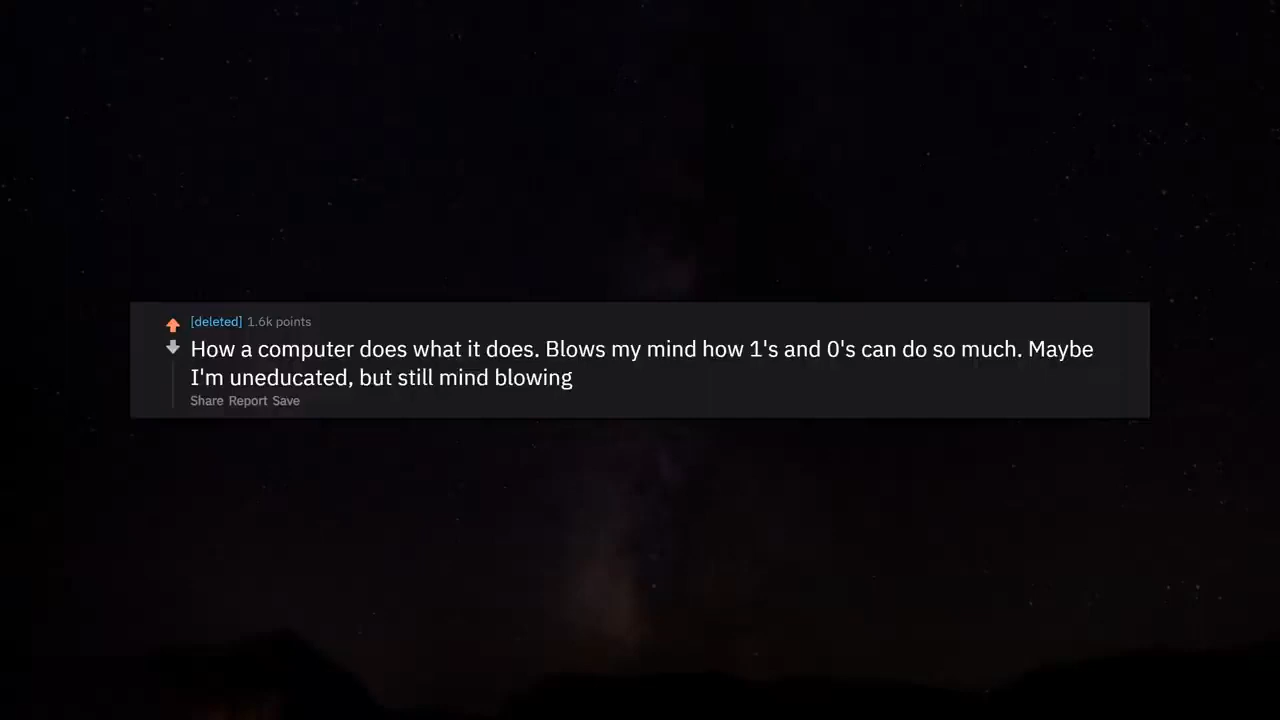 [deleted] 1.6k points
How a computer does what it does. Blows my mind how 1's and 0's can do so much. Maybe
I'm uneducated, but still mind blowing
Share Report Save